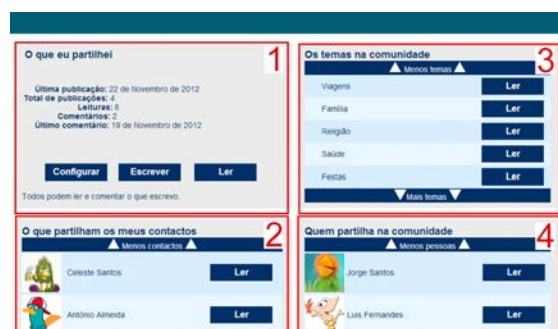 O que eu partilhei
1
Última publicação: 22 de Novembro de 2012
Total de publicações: 4
Leituras: 8
Comentários: 2
Último comentário: 19 de Novembro de 2012
Configurar Escrever Ler
Todos podem ler e comentar o que escrevo.
Os temas na comunidade
3
Menos temas
Viagens Ler
Família Ler
Religião Ler
Saúde Ler
Festas Ler
Mais temas
O que partilham os meus contactos
2
Menos contactos
Celeste Santos Ler
António Almeida Ler
Quem partilha na comunidade
4
Menos pessoas
Jorge Santos Ler
Luis Fernandes Ler